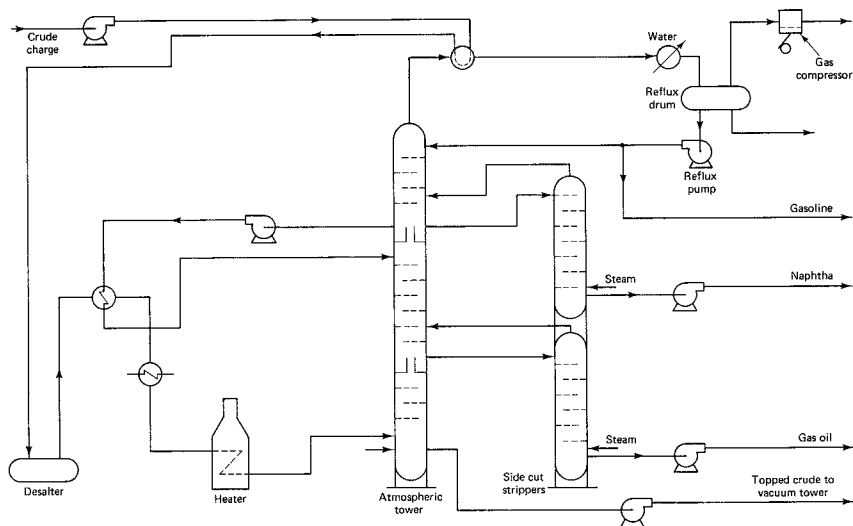 Crude
charge
Water
Gas
compressor
Reflux
drum
Reflux
pump
Gasoline
Steam
Naphtha
Steam
Gas oil
Desalter
Heater
Atmospheric
tower
Side cut
strippers
Topped crude to
vacuum tower